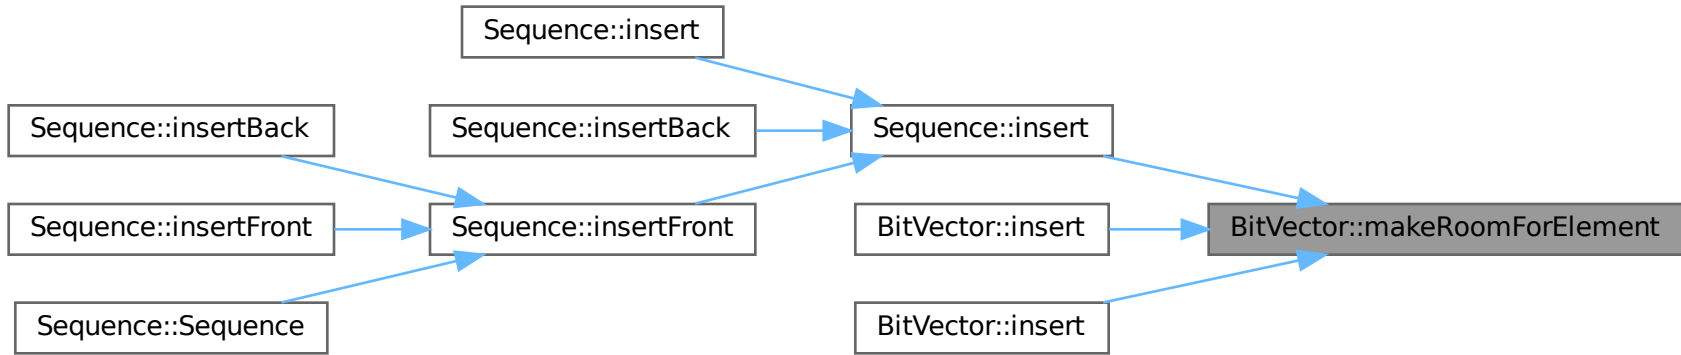 Sequence::insert
Sequence::insertBack
Sequence::insertBack
Sequence::insert
Sequence::insertFront
Sequence::insertFront
BitVector::insert
BitVector::makeRoomForElement
Sequence::Sequence
BitVector::insert